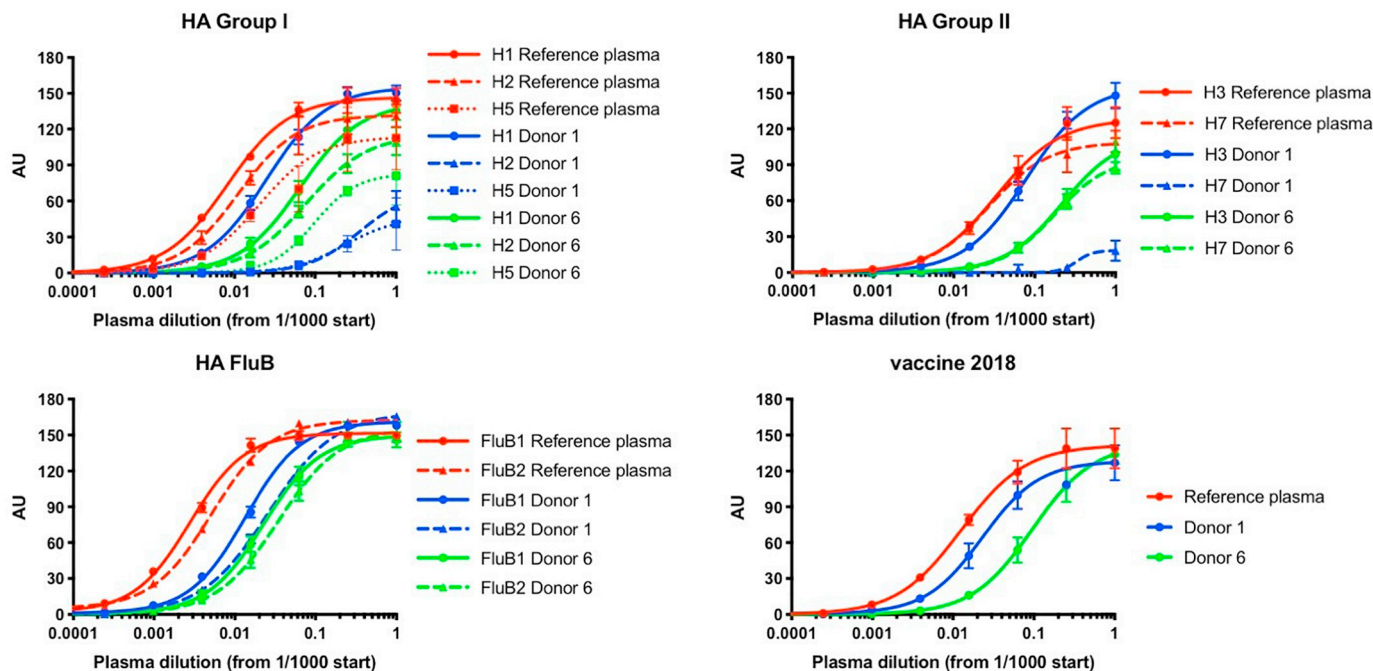 HA Group I
180
150
120
90
60
30
0
AU
0.0001 0.001 0.01 0.1 1
Plasma dilution (from 1/1000 start)
H1 Reference plasma
H2 Reference plasma
H5 Reference plasma
H1 Donor 1
H2 Donor 1
H5 Donor 1
H1 Donor 6
H2 Donor 6
H5 Donor 6
HA Group II
180
150
120
90
60
30
0
AU
0.0001 0.001 0.01 0.1 1
Plasma dilution (from 1/1000 start)
H3 Reference plasma
H7 Reference plasma
H3 Donor 1
H7 Donor 1
H3 Donor 6
H7 Donor 6
HA FluB
180
150
120
90
60
30
0
AU
0.0001 0.001 0.01 0.1 1
Plasma dilution (from 1/1000 start)
FluB1 Reference plasma
FluB2 Reference plasma
FluB1 Donor 1
FluB2 Donor 1
FluB1 Donor 6
FluB2 Donor 6
vaccine 2018
180
150
120
90
60
30
0
AU
0.0001 0.001 0.01 0.1 1
Plasma dilution (from 1/1000 start)
Reference plasma
Donor 1
Donor 6